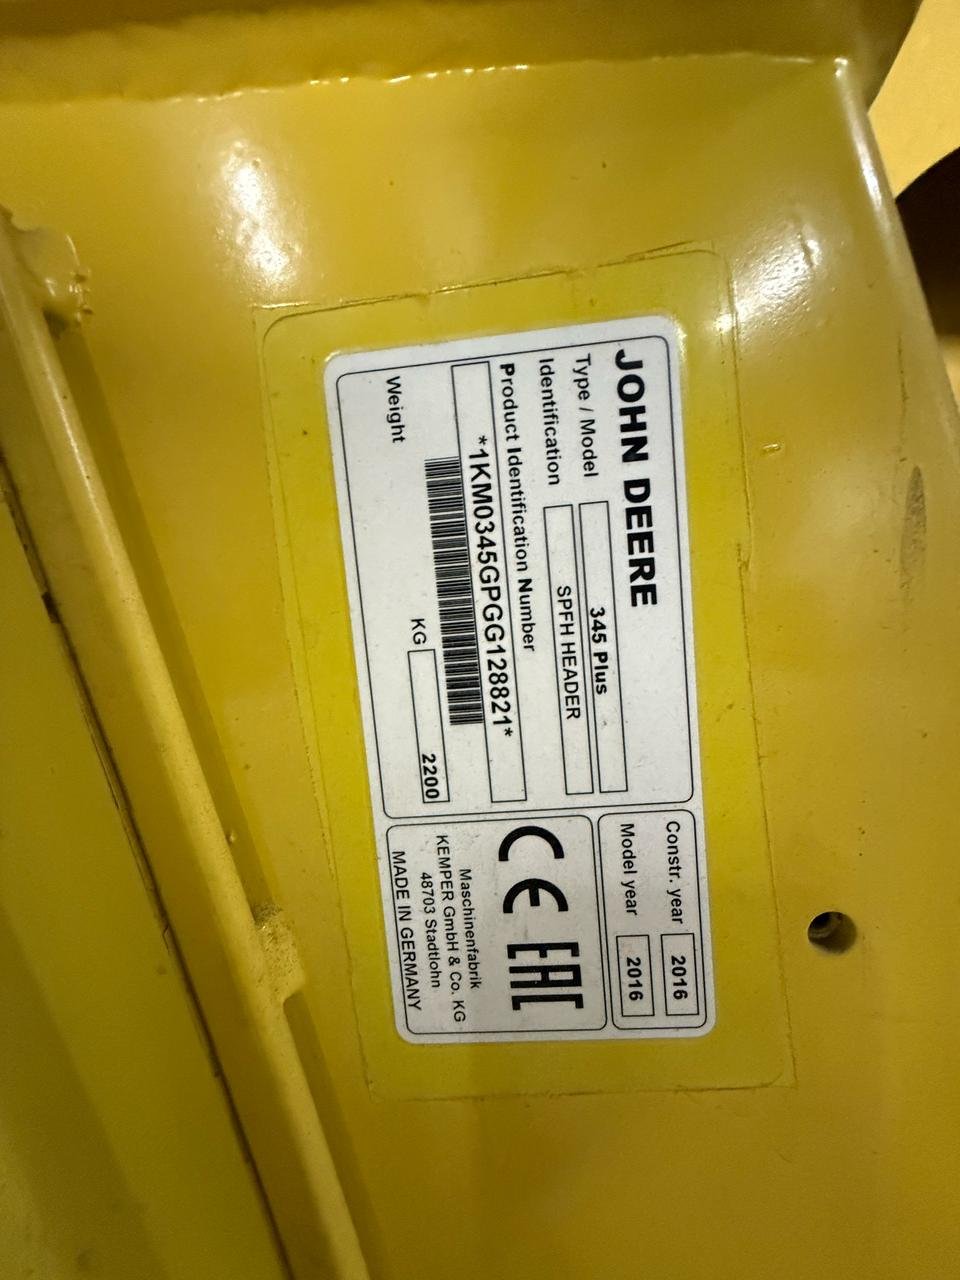 JOHN DEERE
Type / Model 345 Plus
Identification SPFH HEADER
Product Identification Number
*1KM0345GPGG128821*
Weight KG 2200
Constr. year 2016
Model year 2016
CE EAC
Maschinenfabrik
KEMPER GmbH & Co. KG
48703 Stadtlohn
MADE IN GERMANY